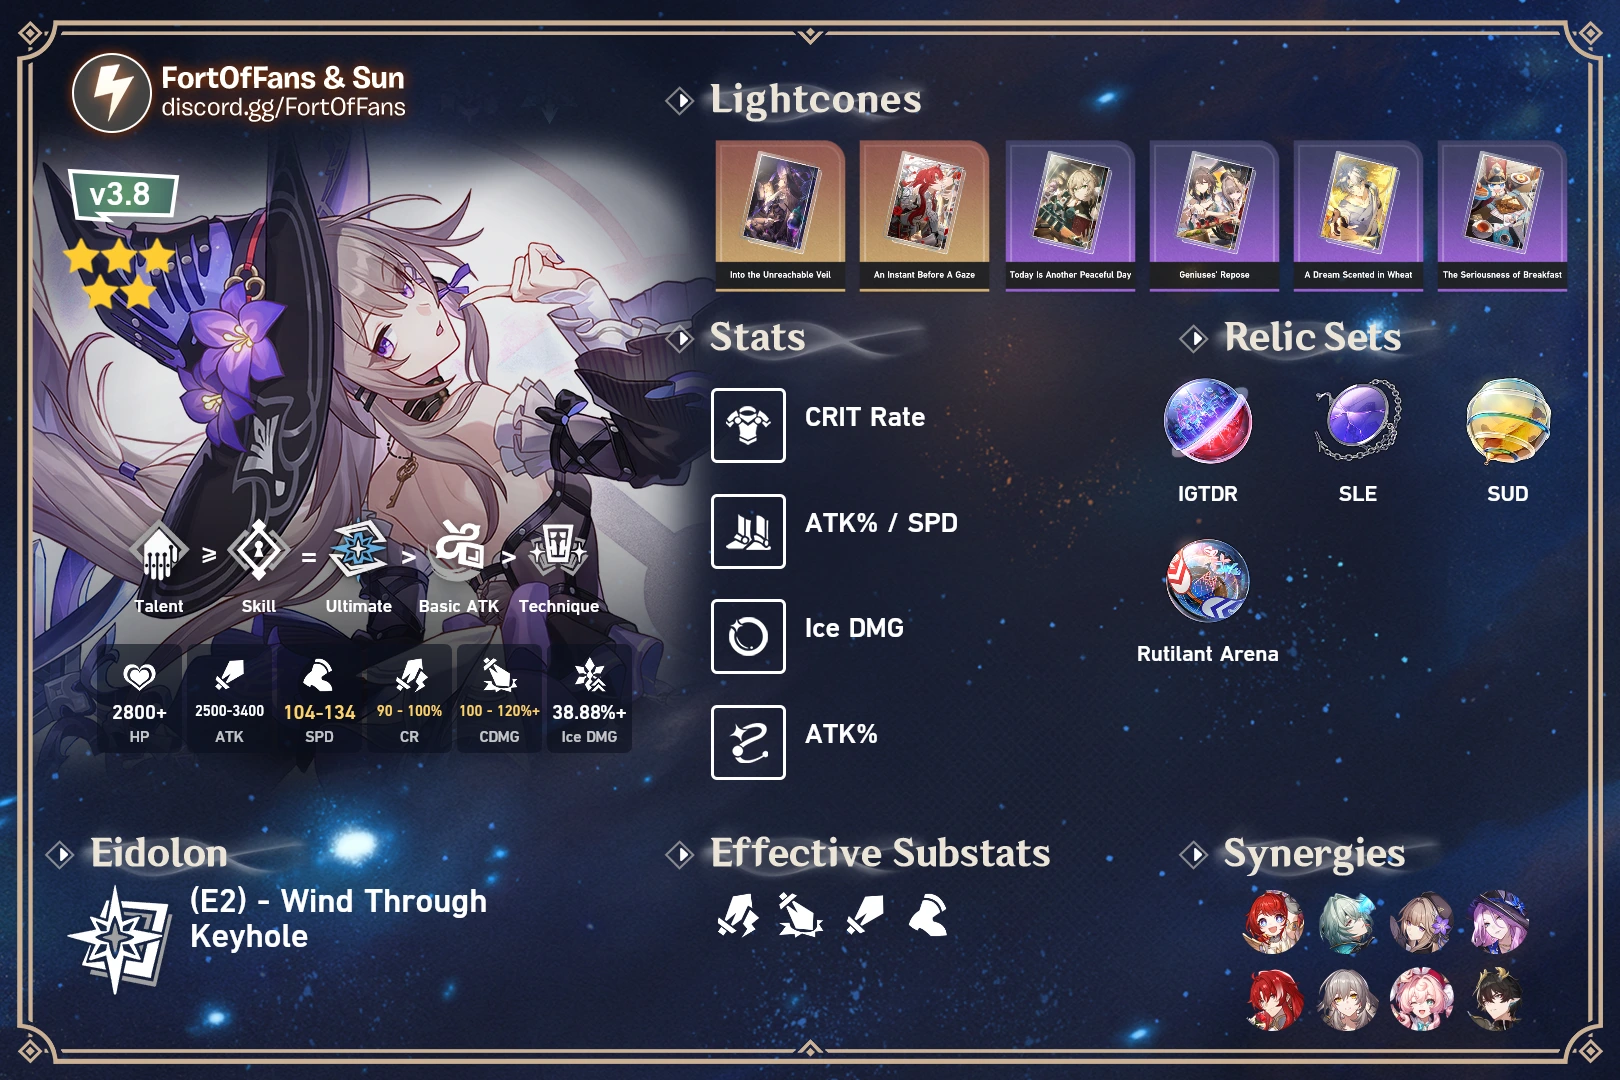 FortOfFans & Sun
discord.gg/FortOfFans
v3.8
Talent
≥
Skill
=
Ultimate
>
Basic ATK
>
Technique
2800+
HP
2500-3400
ATK
104-134
SPD
90 - 100%
CR
100 - 120%+
CDMG
38.88%+
Ice DMG
Lightcones
Into the Unreachable Veil
An Instant Before A Gaze
Today Is Another Peaceful Day
Geniuses' Repose
A Dream Scented in Wheat
The Seriousness of Breakfast
Stats
CRIT Rate
ATK% / SPD
Ice DMG
ATK%
Relic Sets
IGTDR
SLE
SUD
Rutilant Arena
Eidolon
(E2) - Wind Through
Keyhole
Effective Substats
Synergies